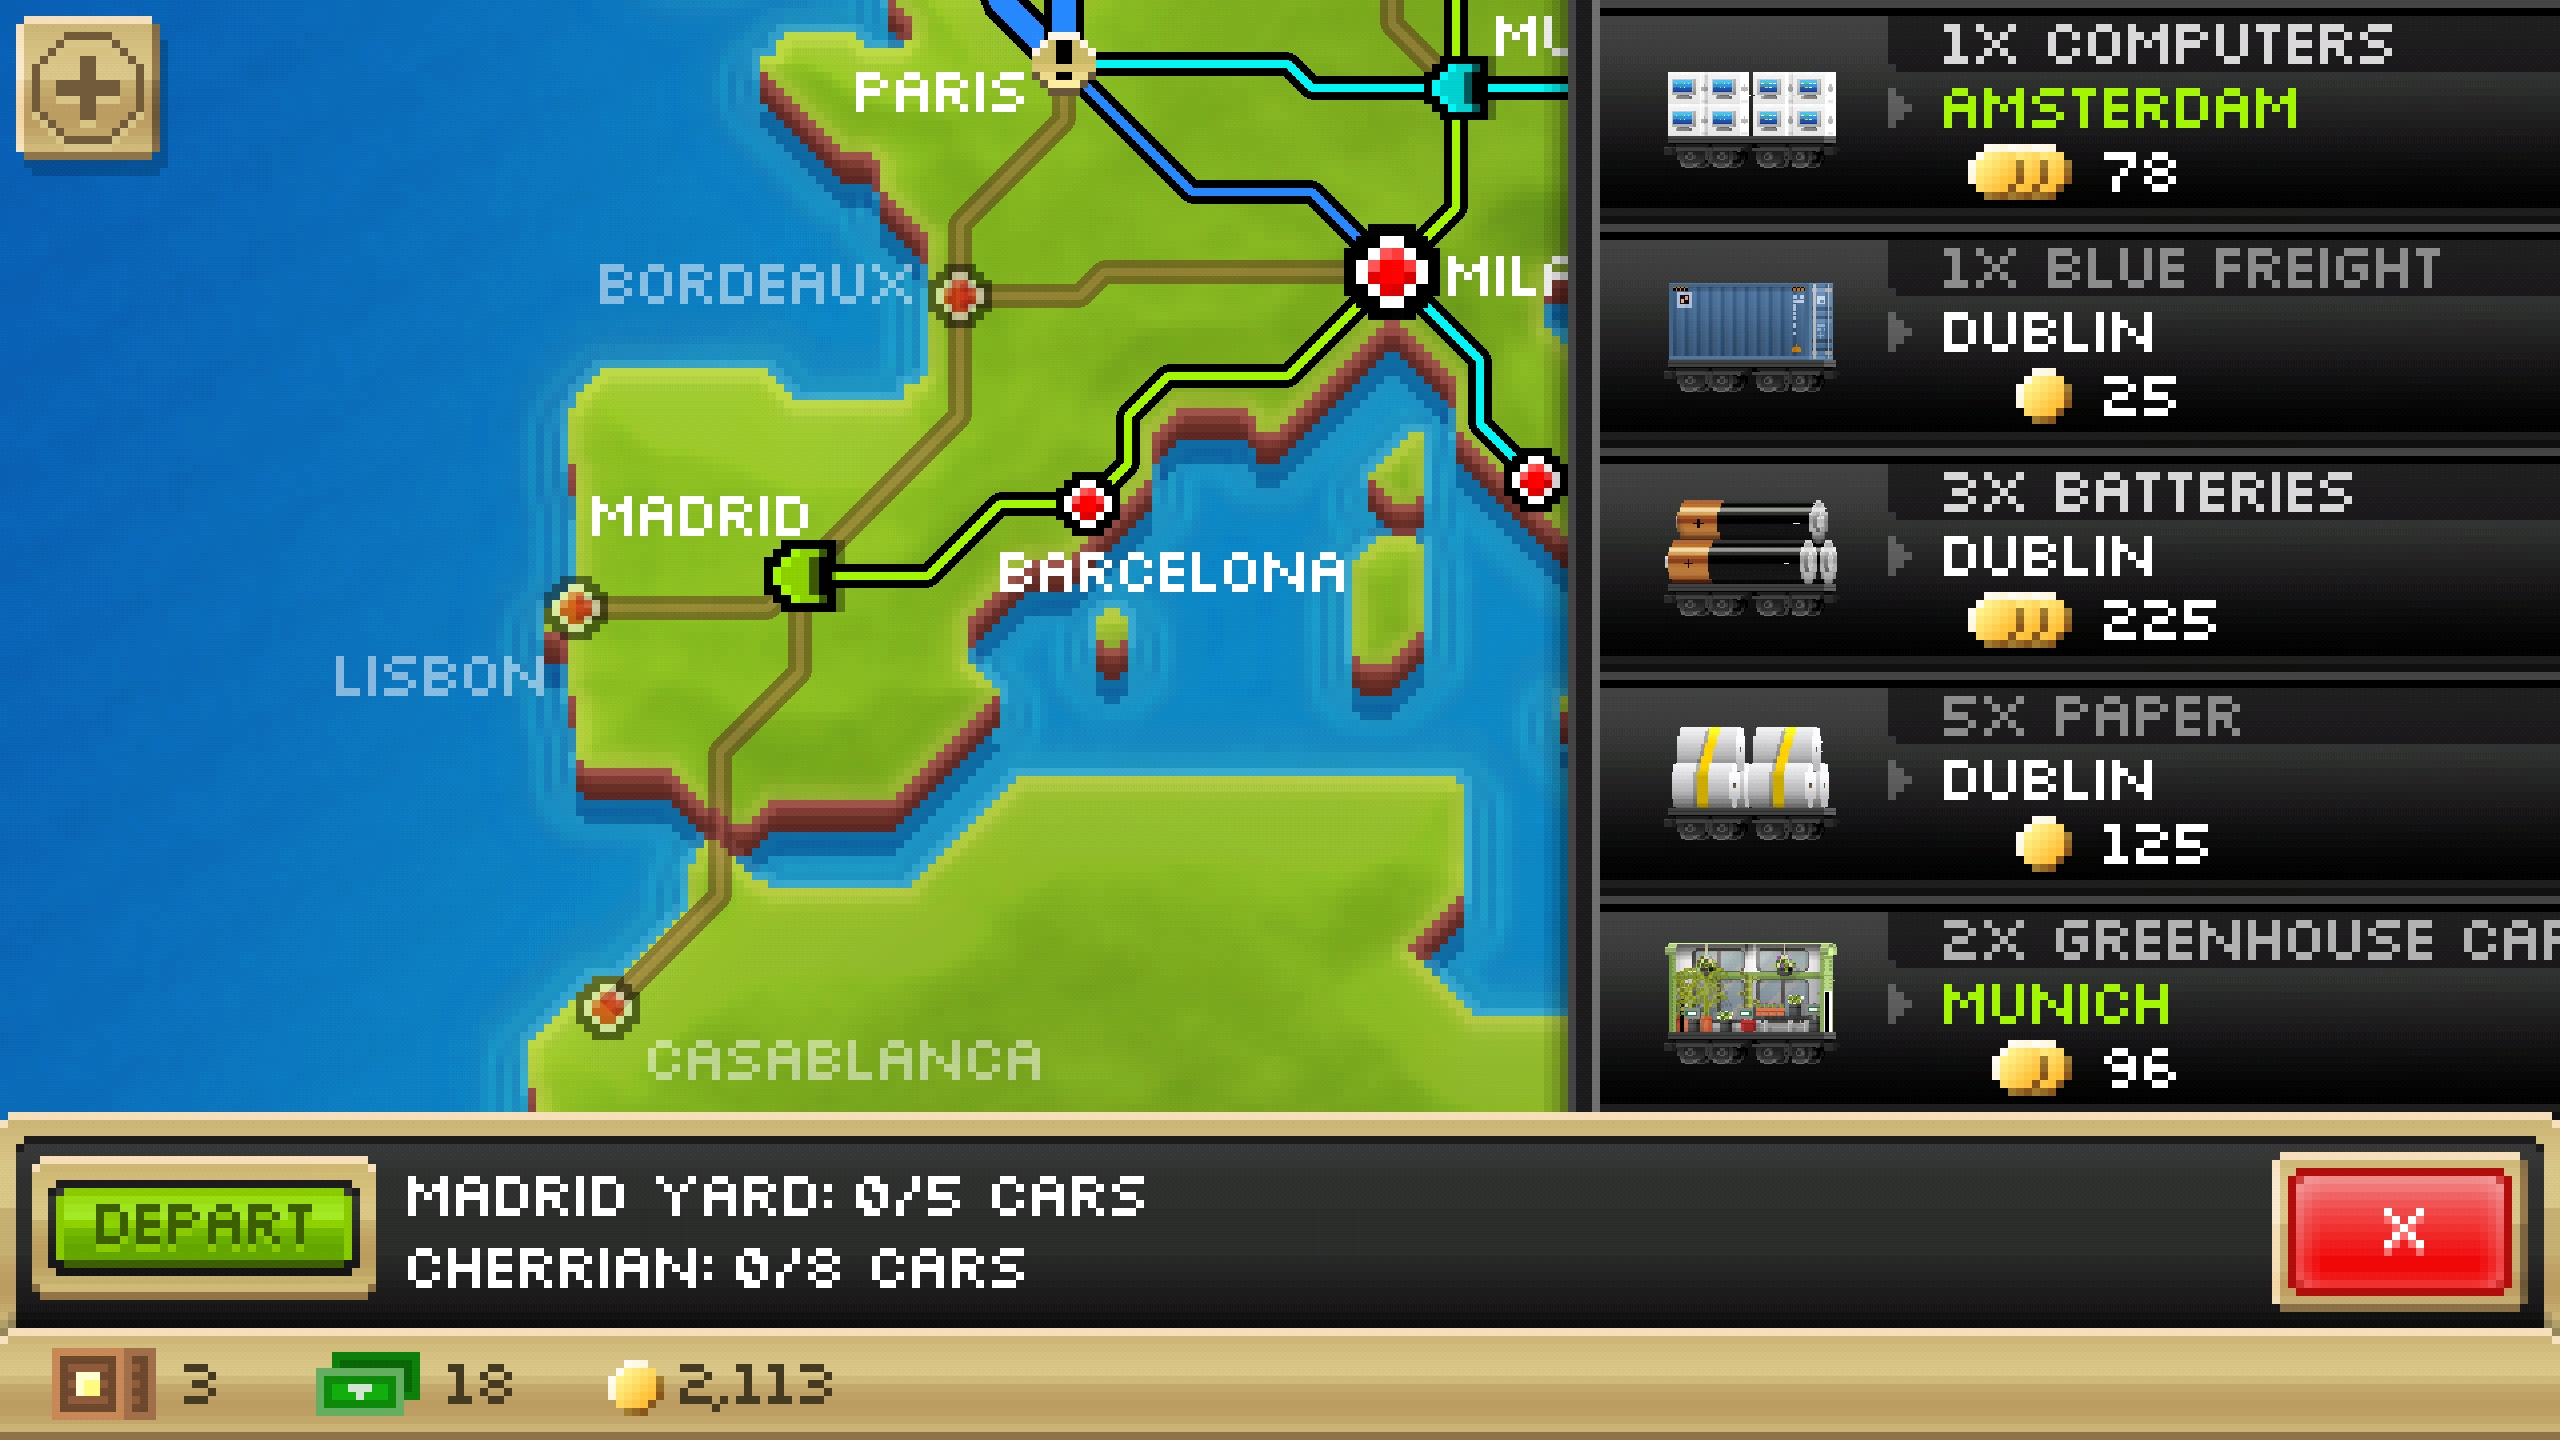 PARIS
BORDEAUX
MADRID
BARCELONA
LISBON
CASABLANCA
1X COMPUTERS
AMSTERDAM
78
1X BLUE FREIGHT
DUBLIN
25
3X BATTERIES
DUBLIN
225
5X PAPER
DUBLIN
125
2X GREENHOUSE CAR
MUNICH
96
DEPART
MADRID YARD: 0/5 CARS
CHERRIAN: 0/8 CARS
X
3
18
2,113